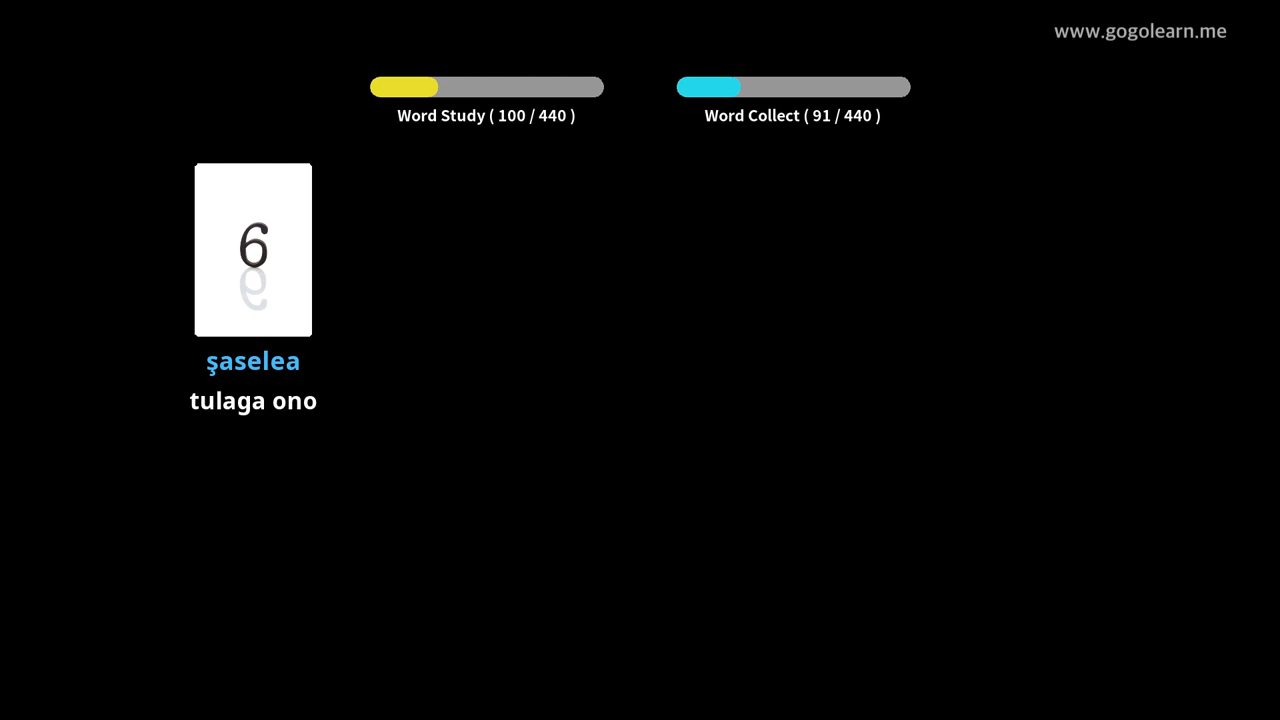 www.gogolearn.me
Word Study ( 100 / 440 )
Word Collect ( 91 / 440 )
6
şaselea
tulaga ono